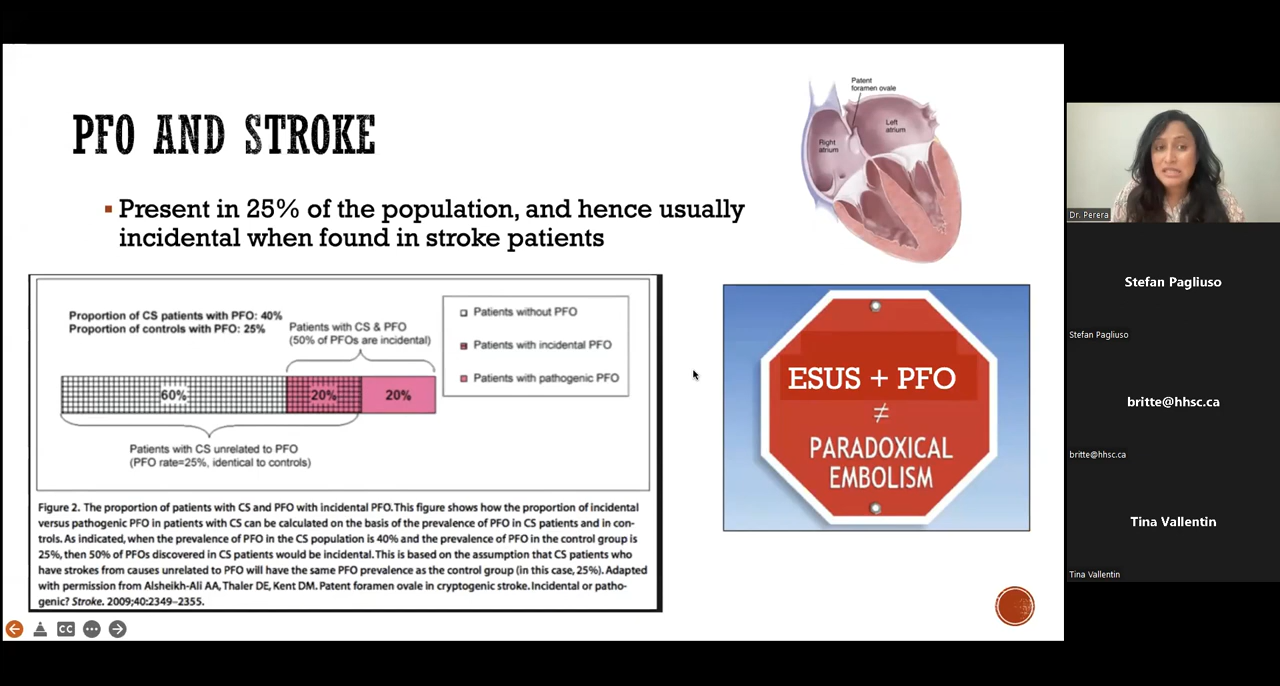 PFO AND STROKE
Present in 25% of the population, and hence usually
incidental when found in stroke patients
Patent
foramen ovale
Left
atrium
Right
atrium
Proportion of CS patients with PFO: 40%
Proportion of controls with PFO: 25%
Patients with CS & PFO
(50% of PFOs are incidental)
Patients without PFO
Patients with incidental PFO
Patients with pathogenic PFO
60%
20%
20%
Patients with CS unrelated to PFO
(PFO rate=25%, identical to controls)
Figure 2. The proportion of patients with CS and PFO with incidental PFO. This figure shows how the proportion of incidental
versus pathogenic PFO in patients with CS can be calculated on the basis of the prevalence of PFO in CS patients and in con-
trols. As indicated, when the prevalence of PFO in the CS population is 40% and the prevalence of PFO in the control group is
25%, then 50% of PFOs discovered in CS patients would be incidental. This is based on the assumption that CS patients who
have strokes from causes unrelated to PFO will have the same PFO prevalence as the control group (in this case, 25%). Adapted
with permission from Alsheikh-Ali AA, Thaler DE, Kent DM. Patent foramen ovale in cryptogenic stroke. Incidental or patho-
genic? Stroke. 2009;40:2349–2355.
ESUS + PFO
≠
PARADOXICAL
EMBOLISM
CC
Dr. Perera
Stefan Pagliuso
Stefan Pagliuso
britte@hhsc.ca
britte@hhsc.ca
Tina Vallentin
Tina Vallentin